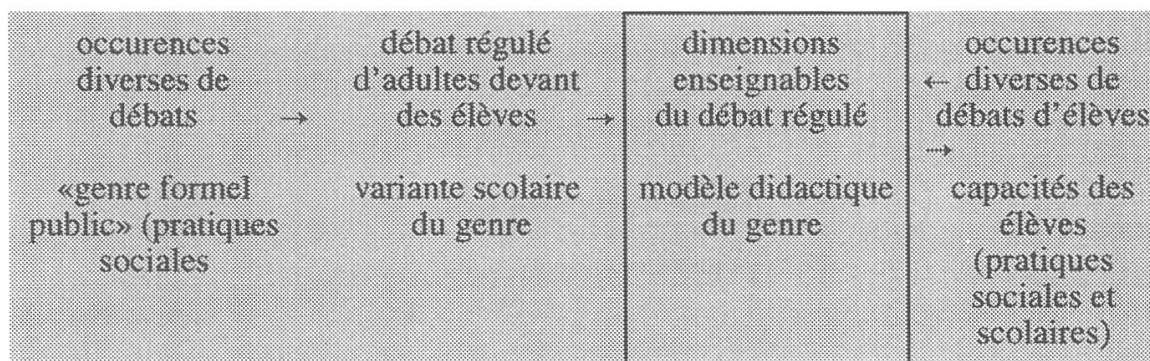 occurences
diverses de
débats →
«genre formel
public» (pratiques
sociales
débat régulé
d'adultes devant
des élèves →
variante scolaire
du genre
dimensions
enseignables
du débat régulé
modèle didactique
du genre
occurences
← diverses de
débats d'élèves
⇢
capacités des
élèves
(pratiques
sociales et
scolaires)